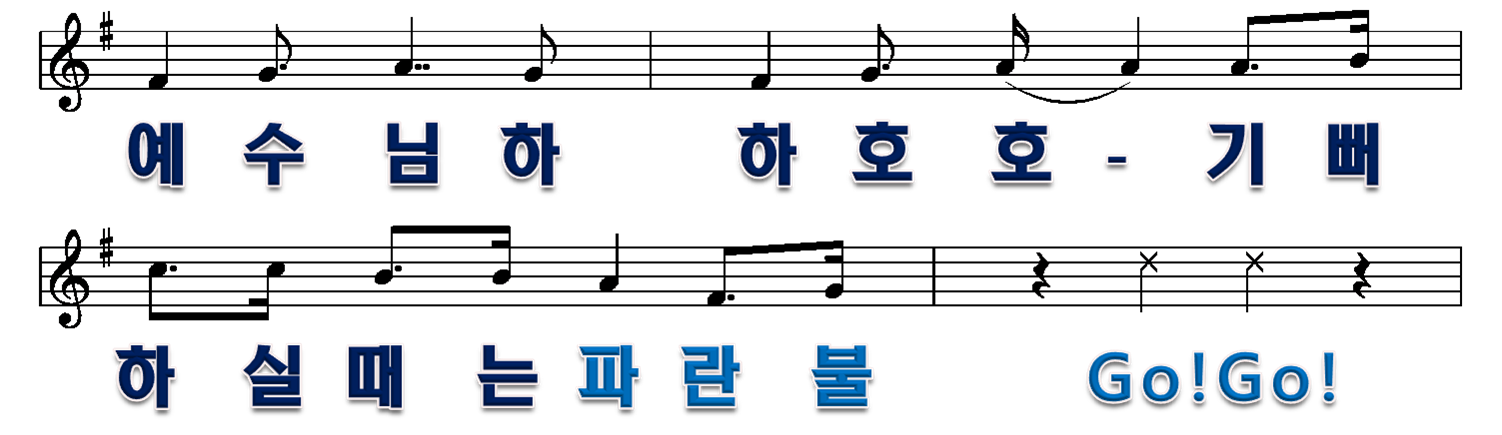 예 수 님 하 하 호 호 - 기 뻐
하 실 때 는 파 란 불 Go!Go!